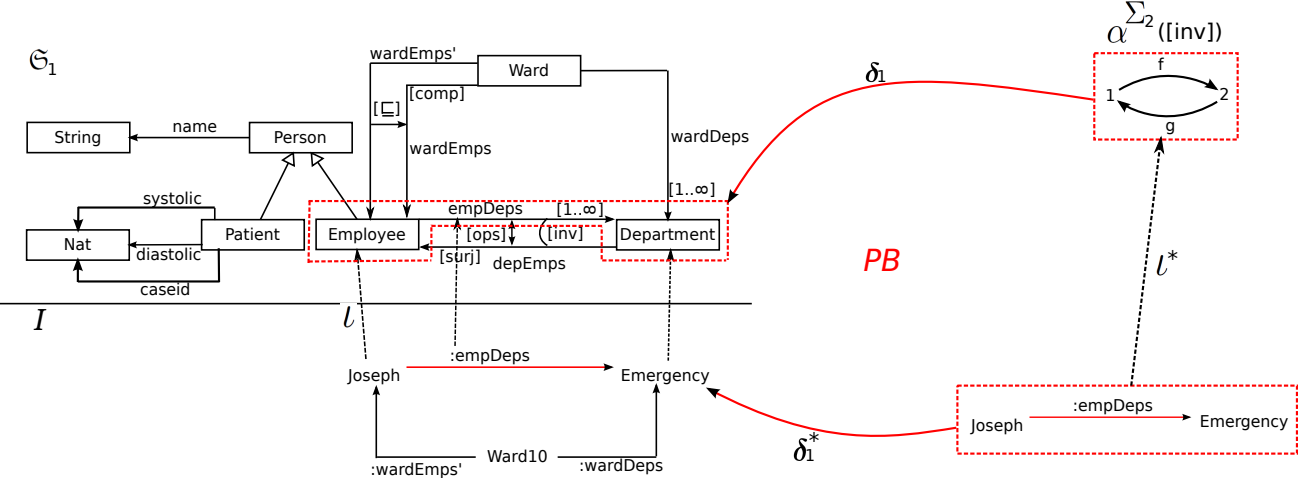 α^Σ₂([inv])
𝔖₁
wardEmps'
Ward
δ₁
f
1
2
g
[⊑]
[comp]
String
name
Person
wardEmps
wardDeps
[1..∞]
systolic
empDeps
[1..∞]
Nat
Patient
Employee
[ops]
[inv]
Department
diastolic
[surj]
depEmps
caseid
PB
ι*
I
ι
:empDeps
Joseph
Emergency
:empDeps
Joseph
Emergency
δ₁*
Ward10
:wardEmps'
:wardDeps